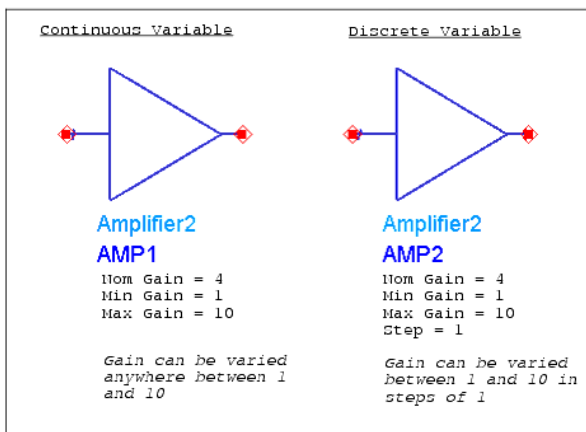 Continuous Variable
Discrete Variable
Amplifier2
AMP1
Nom Gain = 4
Min Gain = 1
Max Gain = 10
Gain can be varied
anywhere between 1
and 10
Amplifier2
AMP2
Nom Gain = 4
Min Gain = 1
Max Gain = 10
Step = 1
Gain can be varied
between 1 and 10 in
steps of 1